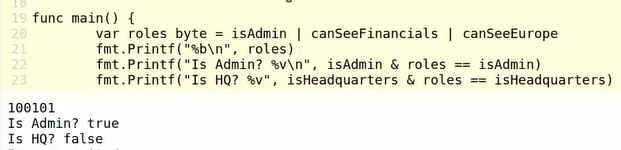 18
19 func main() {
20 var roles byte = isAdmin | canSeeFinancials | canSeeEurope
21 fmt.Printf("%b\n", roles)
22 fmt.Printf("Is Admin? %v\n", isAdmin & roles == isAdmin)
23 fmt.Printf("Is HQ? %v", isHeadquarters & roles == isHeadquarters)
100101
Is Admin? true
Is HQ? false